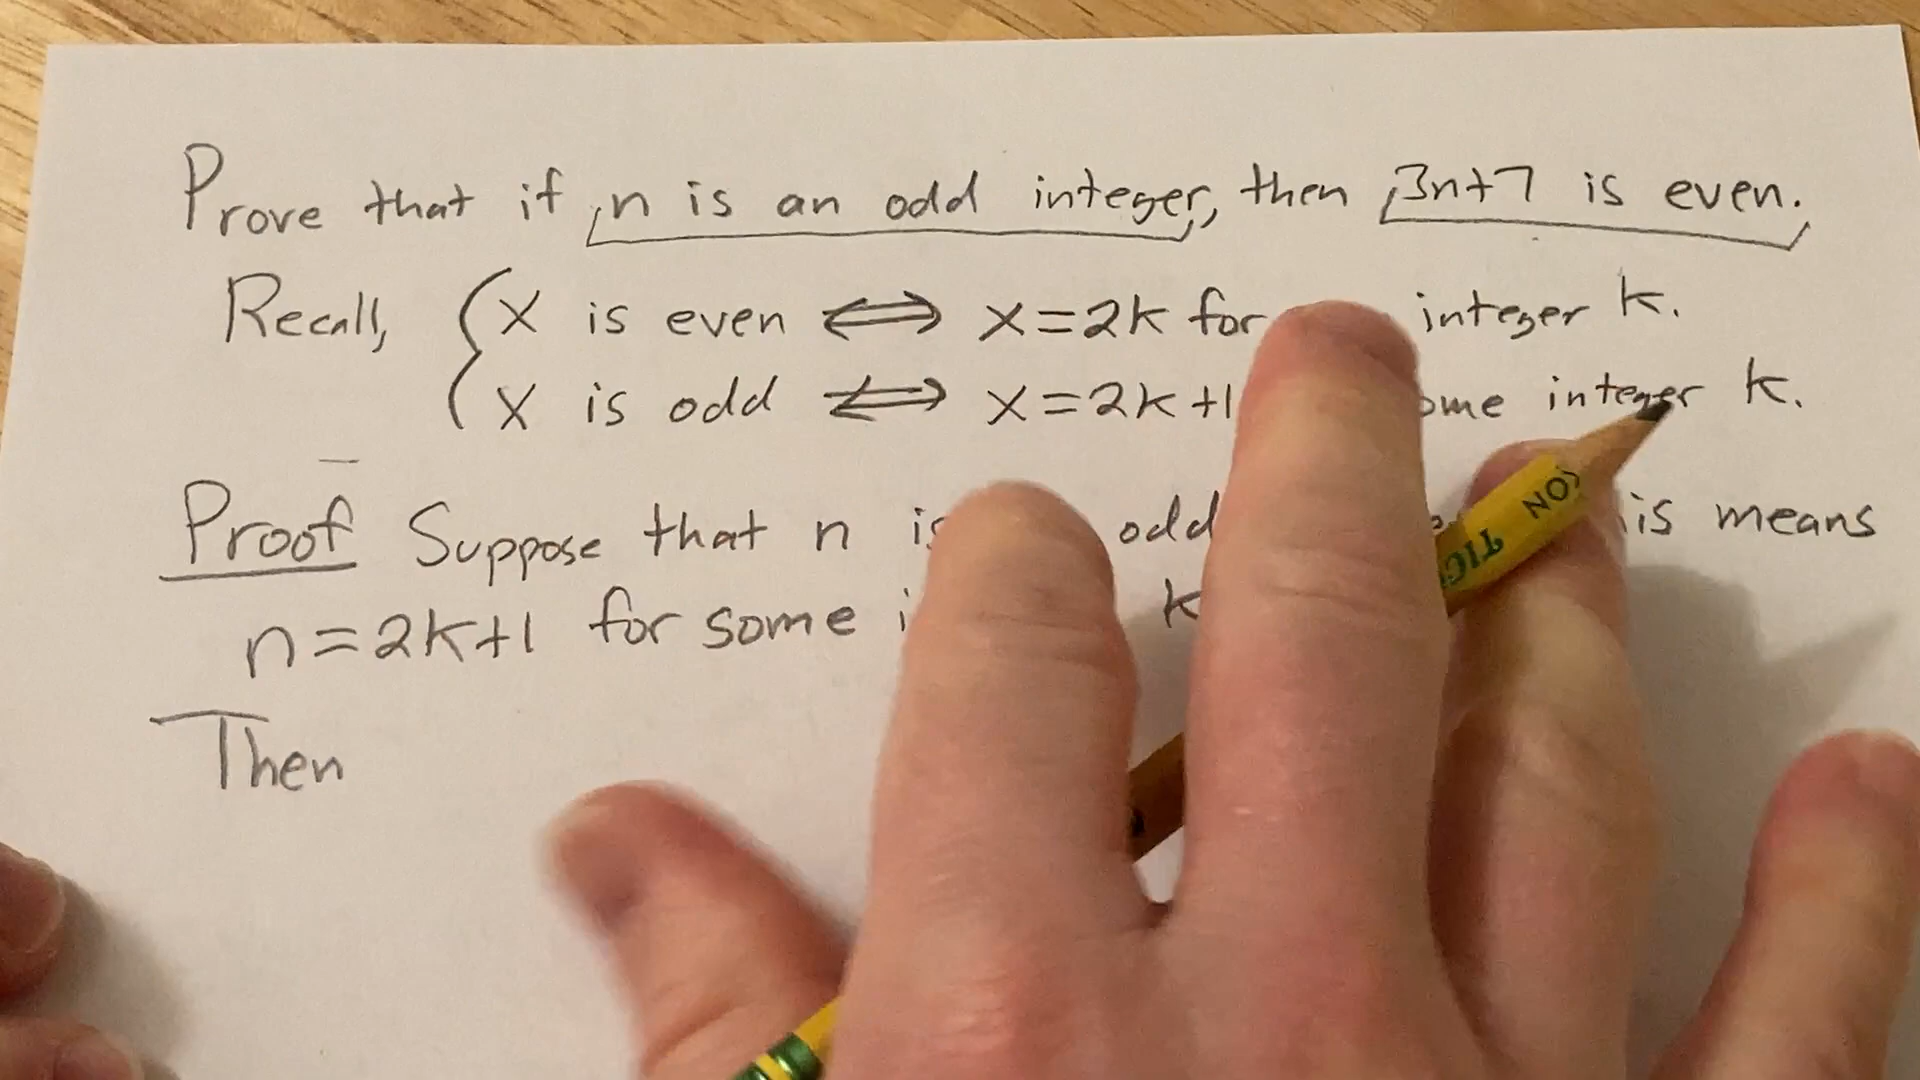 Prove that if n is an odd integer, then 3n+7 is even.
Recall, x is even ⟺ x=2k for integer k.
x is odd ⟺ x=2k+1 integer k.
Proof Suppose that n is odd means
n=2k+1 for some k
Then